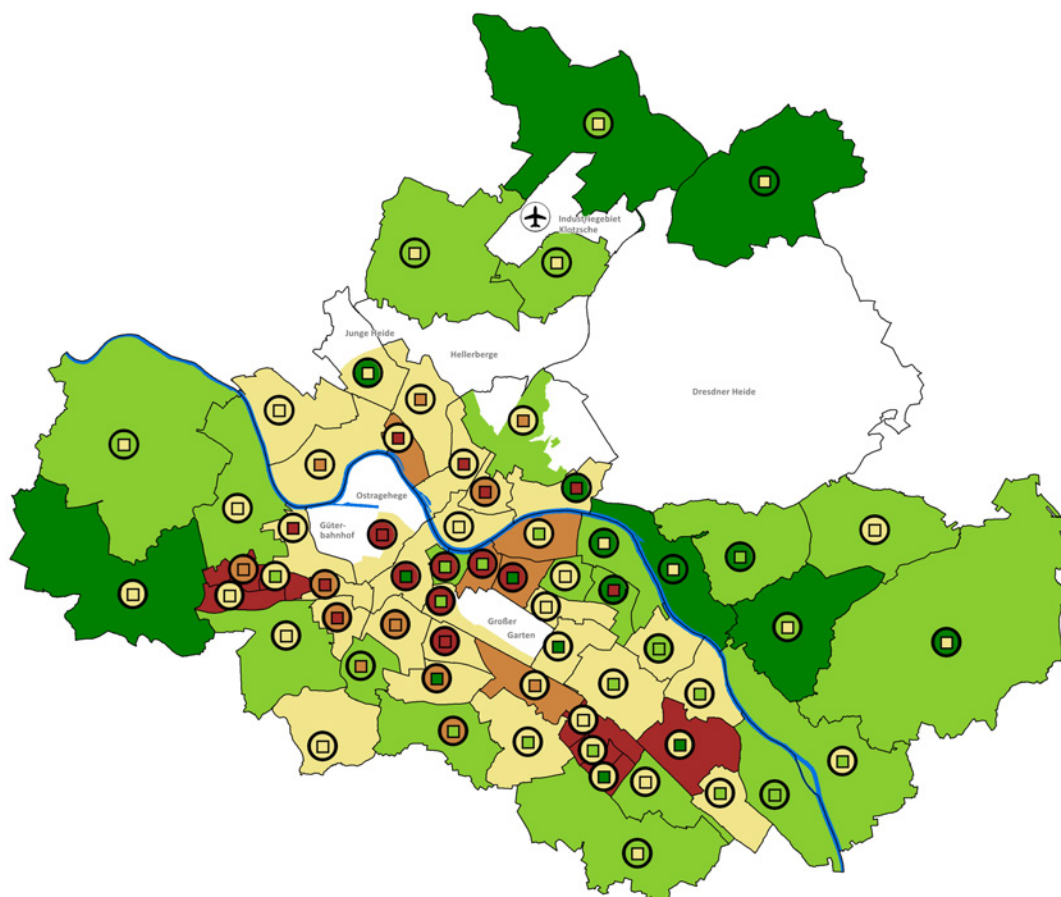 Industriegebiet
Klotzsche
Junge Heide
Hellerberge
Dresdner Heide
Ostragehege
Güter-
bahnhof
Großer
Garten